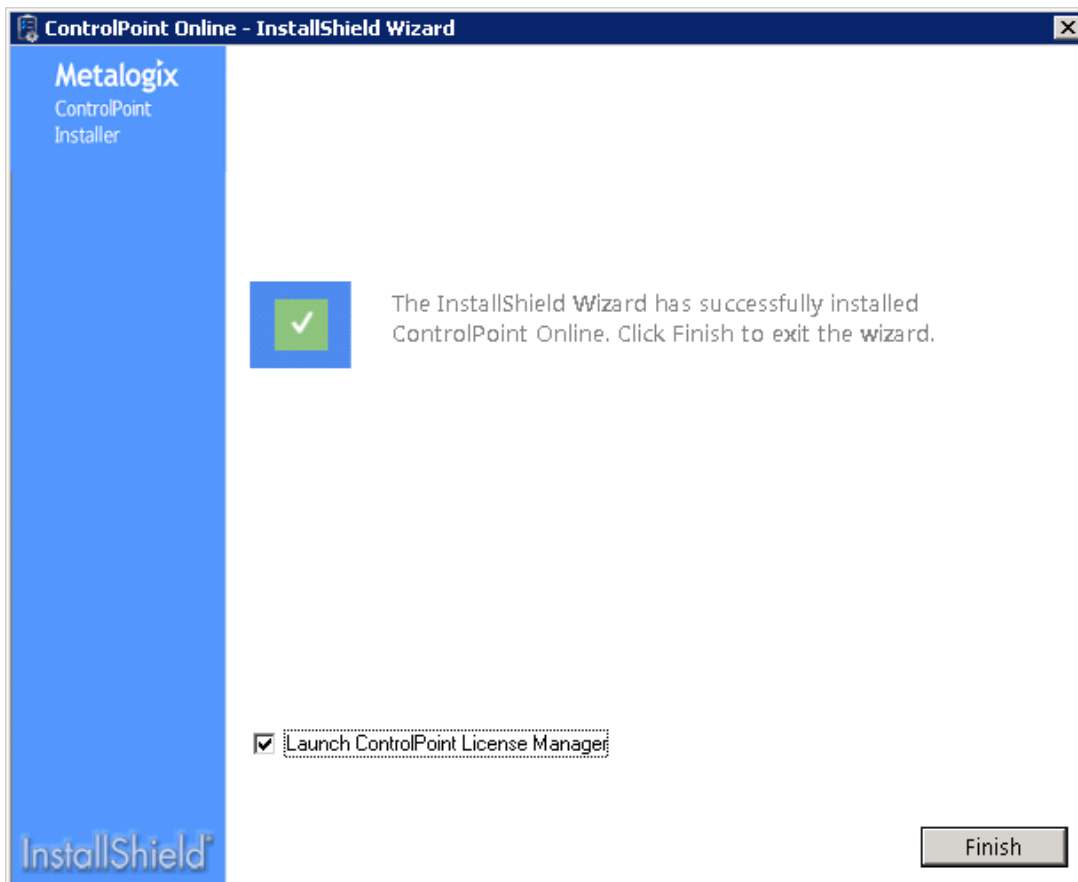 ControlPoint Online - InstallShield Wizard
Metalogix
ControlPoint
Installer
The InstallShield Wizard has successfully installed
ControlPoint Online. Click Finish to exit the wizard.
Launch ControlPoint License Manager
InstallShield®
Finish